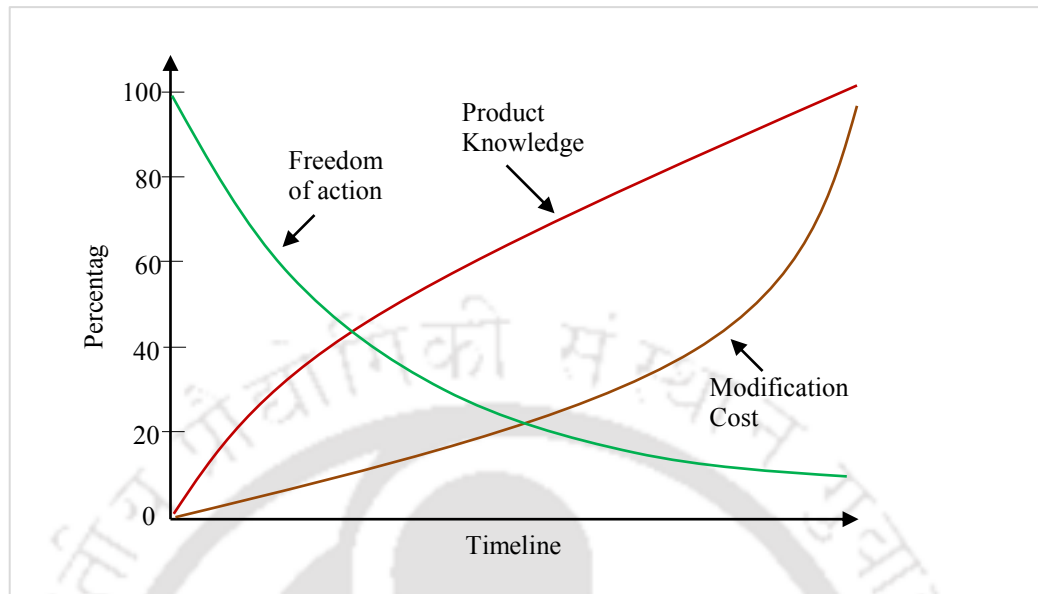 100
80
60
40
20
0
Percentag
Freedom
of action
Product
Knowledge
Modification
Cost
Timeline